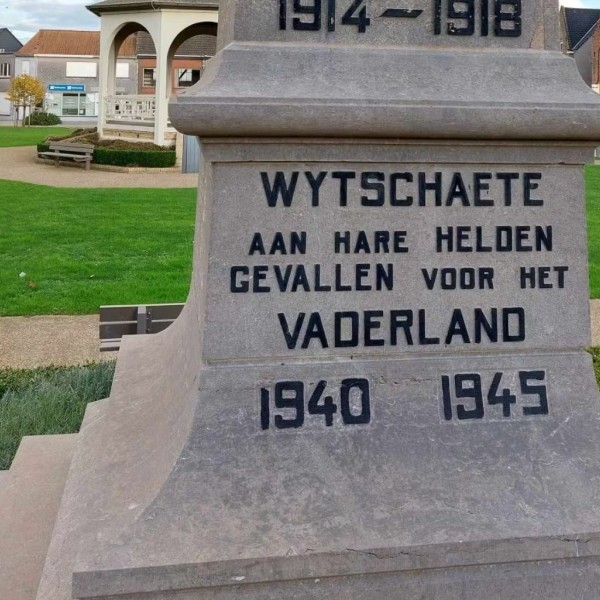 1914 – 1918
WYTSCHAETE
AAN HARE HELDEN
GEVALLEN VOOR HET
VADERLAND
1940 1945